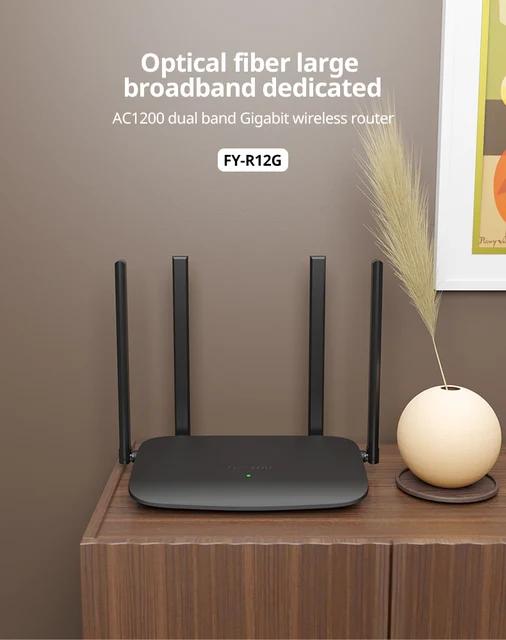 Optical fiber large
broadband dedicated
AC1200 dual band Gigabit wireless router
FY-R12G